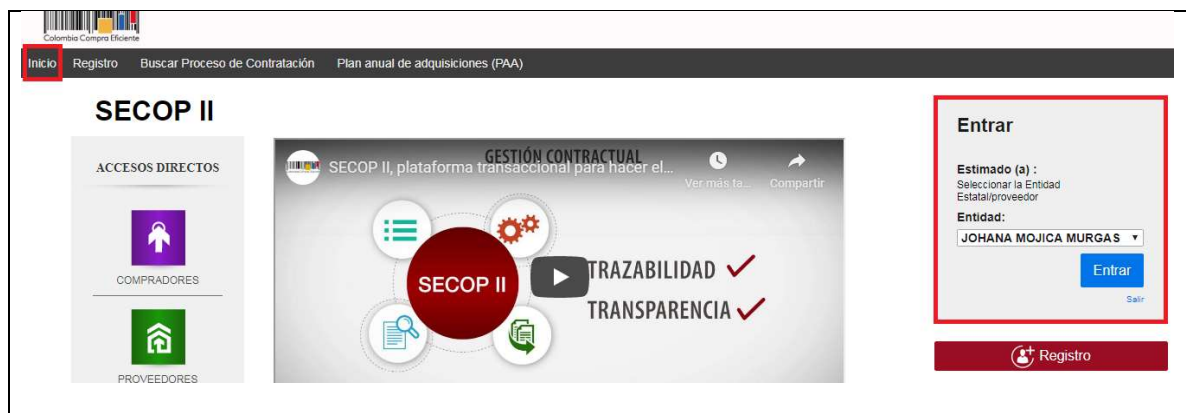 Colombia Compra Eficiente
Inicio Registro Buscar Proceso de Contratación Plan anual de adquisiciones (PAA)
SECOP II
ACCESOS DIRECTOS
COMPRADORES
PROVEEDORES
GESTIÓN CONTRACTUAL
SECOP II, plataforma transaccional para hacer el...
Ver más ta...
Compartir
SECOP II
TRAZABILIDAD
TRANSPARENCIA
Entrar
Estimado (a) :
Seleccionar la Entidad
Estatal/proveedor
Entidad:
JOHANA MOJICA MURGAS
Entrar
Salir
Registro